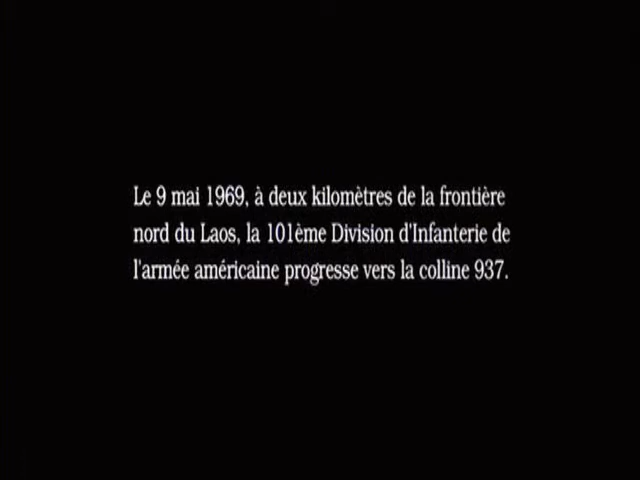 Le 9 mai 1969, à deux kilomètres de la frontière
nord du Laos, la 101ème Division d'Infanterie de
l'armée américaine progresse vers la colline 937.